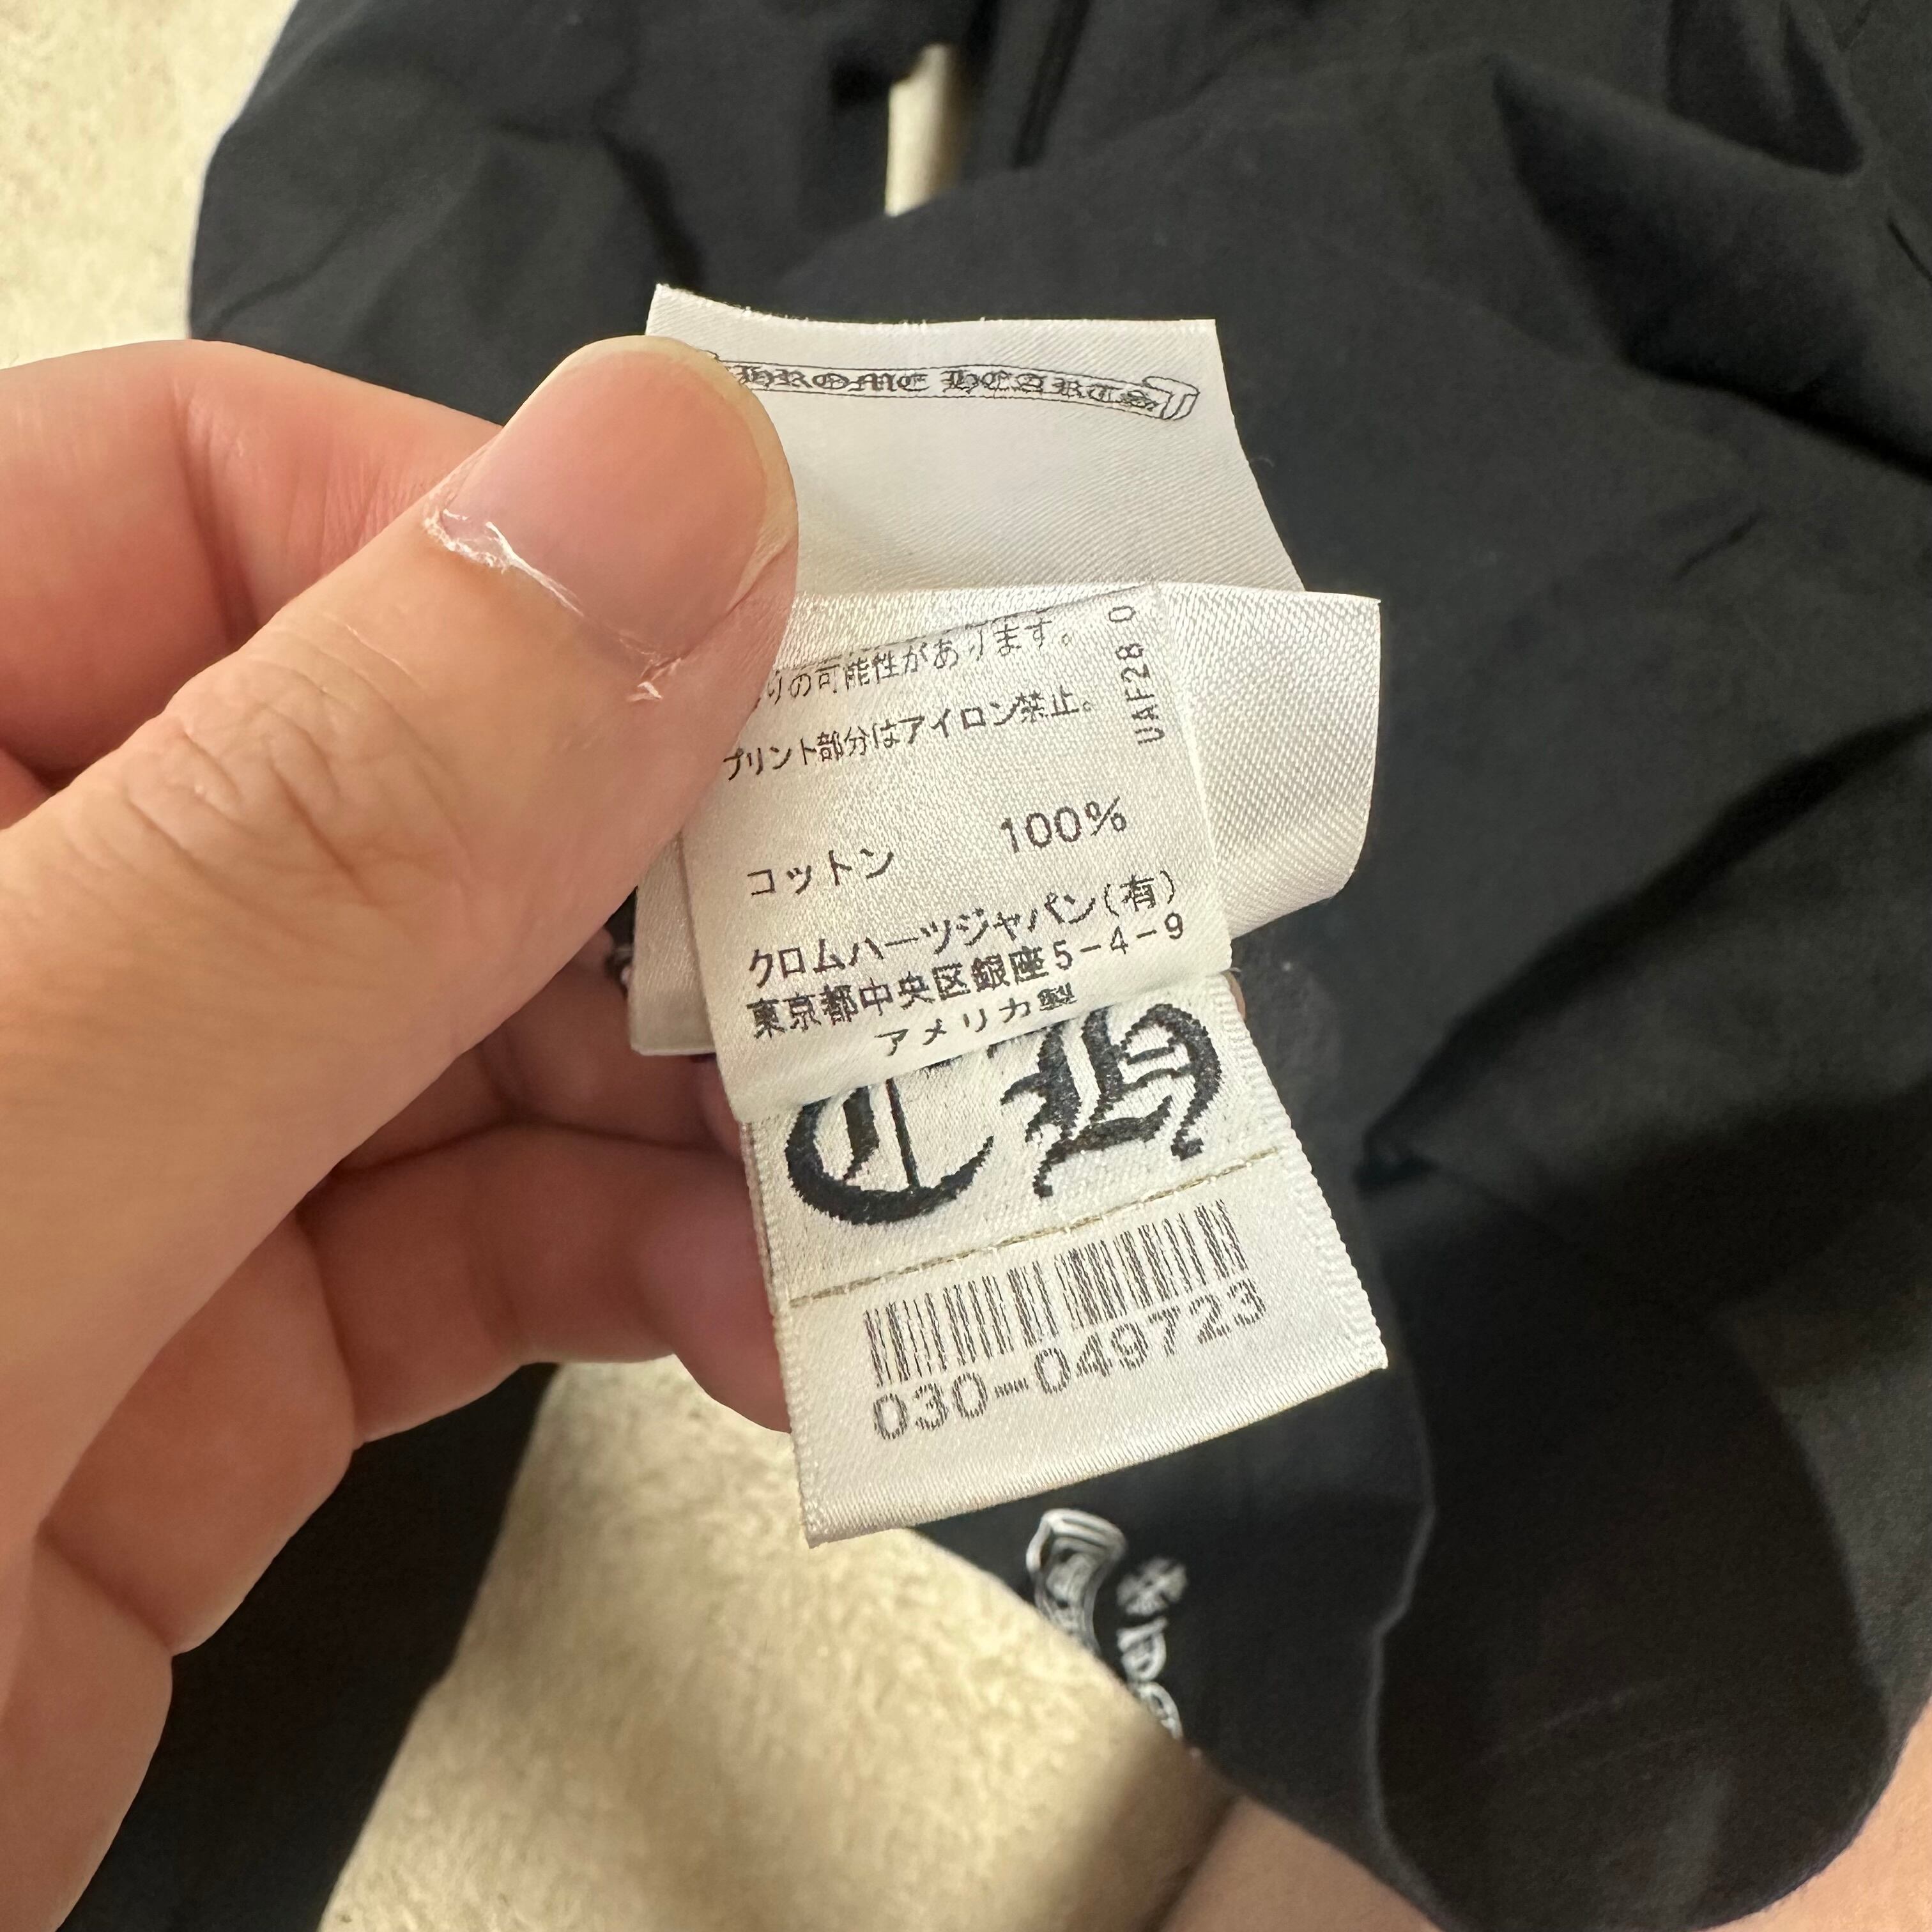 CHROME HEARTS
りの可能性があります。
プリント部分はアイロン禁止。
UAF28 0
コットン 100%
クロムハーツジャパン(有)
東京都中央区銀座5-4-9
アメリカ製
CH
030-049723